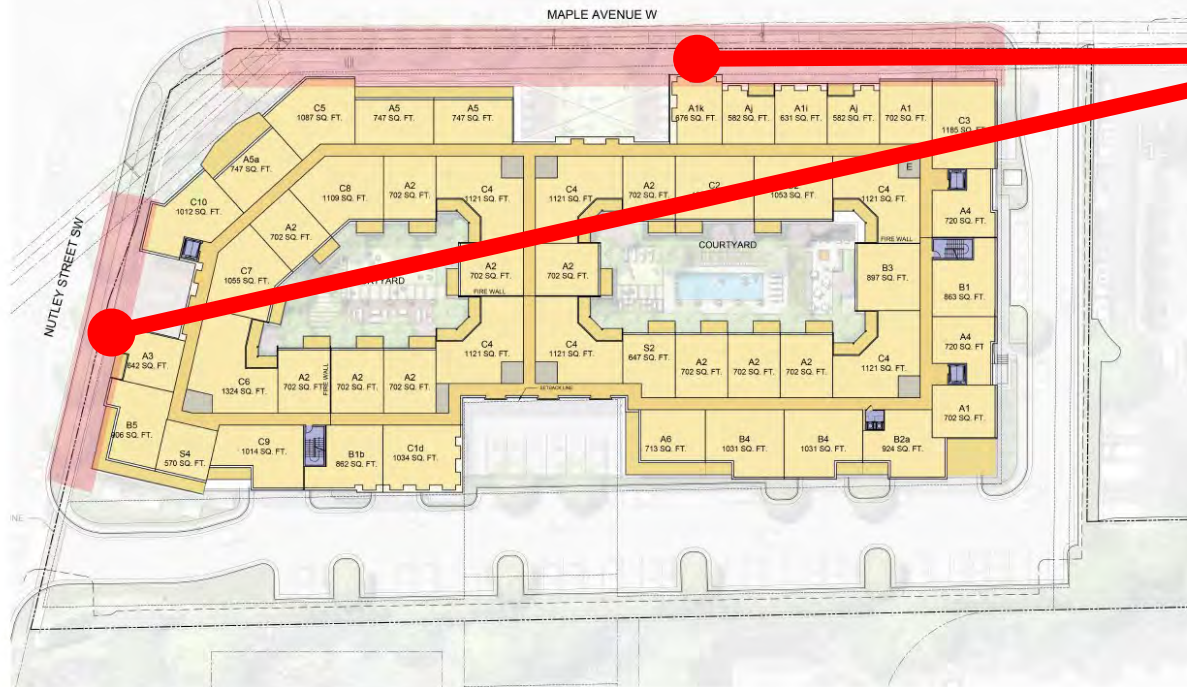 MAPLE AVENUE W
NUTLEY STREET SW
C5
1087 SQ. FT.
A5
747 SQ. FT.
A5
747 SQ. FT.
A1k
676 SQ. FT.
Aj
582 SQ. FT.
A1i
631 SQ. FT.
Aj
582 SQ. FT.
A1
702 SQ. FT.
C3
1185 SQ. FT.
A5a
747 SQ. FT.
E
C10
1012 SQ. FT.
C8
1109 SQ. FT.
A2
702 SQ. FT.
C4
1121 SQ. FT.
C4
1121 SQ. FT.
A2
702 SQ. FT.
C2
1053 SQ. FT.
C4
1121 SQ. FT.
A4
720 SQ. FT.
A2
702 SQ. FT.
FIRE WALL
COURTYARD
C7
1055 SQ. FT.
A2
702 SQ. FT.
FIRE WALL
A2
702 SQ. FT.
B3
897 SQ. FT.
B1
863 SQ. FT.
A3
642 SQ. FT.
C6
1324 SQ. FT.
A2
702 SQ. FT.
FIRE WALL
A2
702 SQ. FT.
A2
702 SQ. FT.
C4
1121 SQ. FT.
C4
1121 SQ. FT.
S2
647 SQ. FT.
A2
702 SQ. FT.
A2
702 SQ. FT.
A2
702 SQ. FT.
C4
1121 SQ. FT.
A4
720 SQ. FT.
SETBACK LINE
A1
702 SQ. FT.
B5
906 SQ. FT.
S4
570 SQ. FT.
C9
1014 SQ. FT.
B1b
862 SQ. FT.
C1d
1034 SQ. FT.
A6
713 SQ. FT.
B4
1031 SQ. FT.
B4
1031 SQ. FT.
B2a
924 SQ. FT.